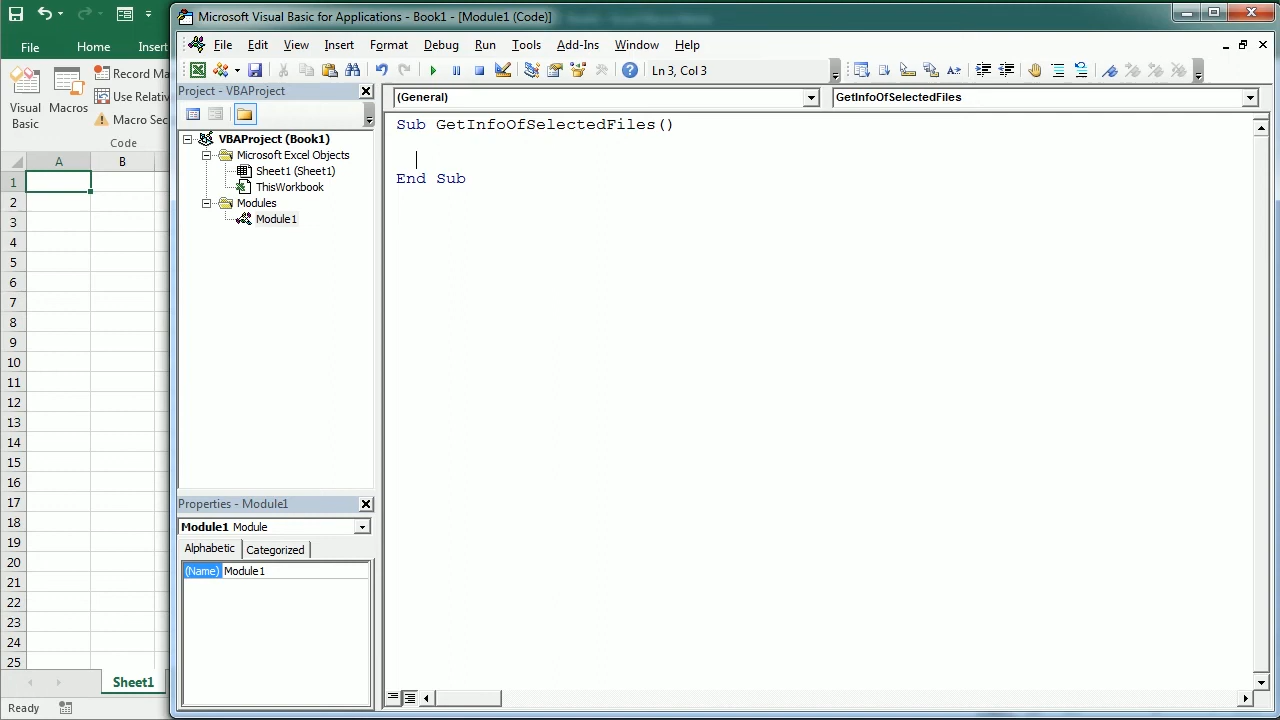 Microsoft Visual Basic for Applications - Book1 - [Module1 (Code)]
File Home Insert
File Edit View Insert Format Debug Run Tools Add-Ins Window Help
Ln 3, Col 3
Record Ma
Use Relativ
Macro Sec
Visual Basic
Macros
Code
Project - VBAProject
VBAProject (Book1)
Microsoft Excel Objects
Sheet1 (Sheet1)
ThisWorkbook
Modules
Module1
(General)
GetInfoOfSelectedFiles
Sub GetInfoOfSelectedFiles()
End Sub
A B
1
2
3
4
5
6
7
8
9
10
11
12
13
14
15
16
17
18
19
20
21
22
23
24
25
Properties - Module1
Module1 Module
Alphabetic Categorized
(Name) Module1
Sheet1
Ready